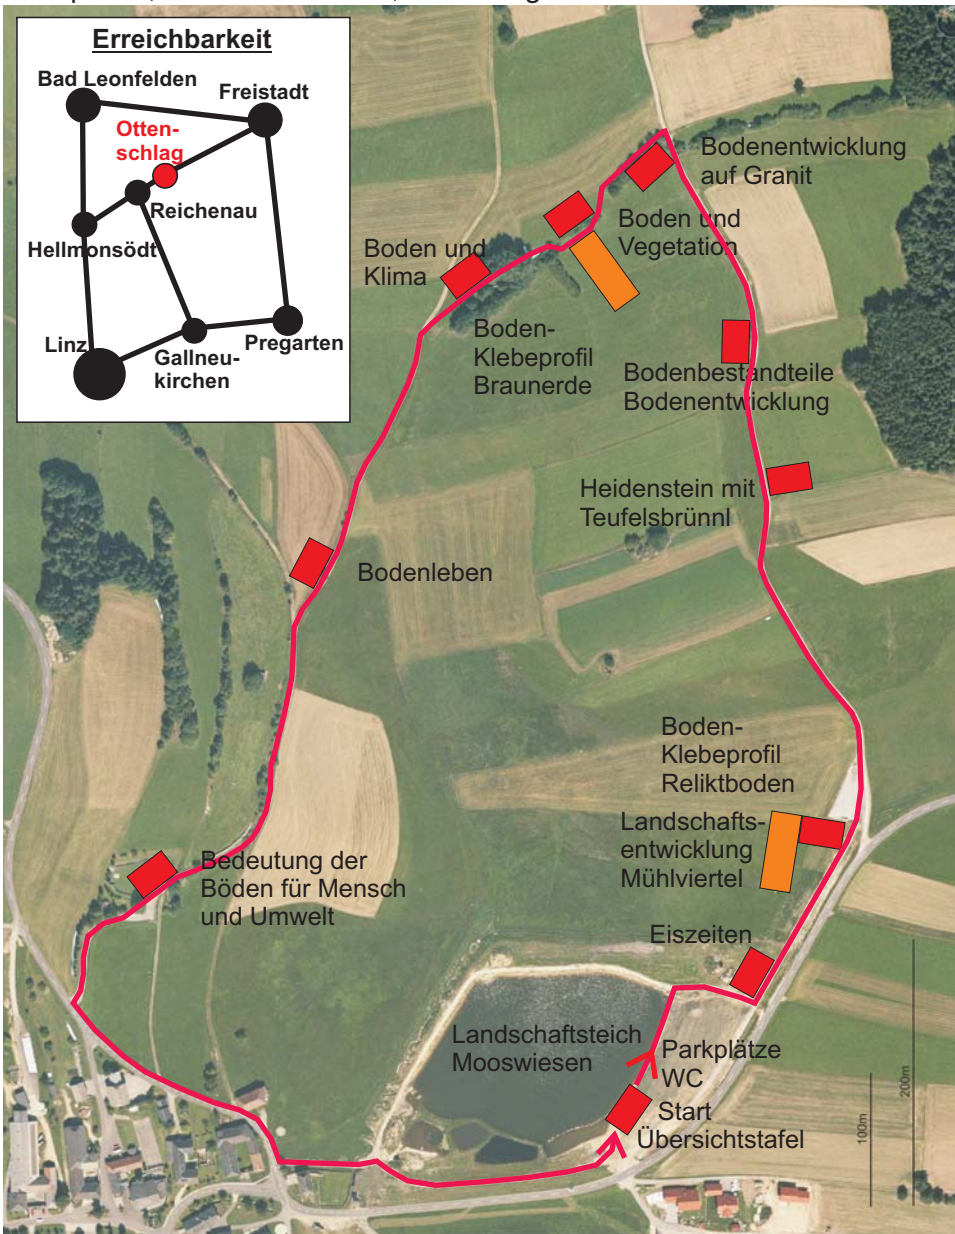 Erreichbarkeit
Bad Leonfelden
Freistadt
Otten-
schlag
Reichenau
Hellmonsödt
Linz
Gallneu-
kirchen
Pregarten
Bodenentwicklung
auf Granit
Boden und
Vegetation
Boden und
Klima
Boden-
Klebeprofil
Braunerde
Bodenbestandteile
Bodenentwicklung
Heidenstein mit
Teufelsbrünnl
Bodenleben
Boden-
Klebeprofil
Reliktboden
Landschafts-
entwicklung
Mühlviertel
Bedeutung der
Böden für Mensch
und Umwelt
Eiszeiten
Landschaftsteich
Mooswiesen
Parkplätze
WC
Start
Übersichtstafel
100m
200m